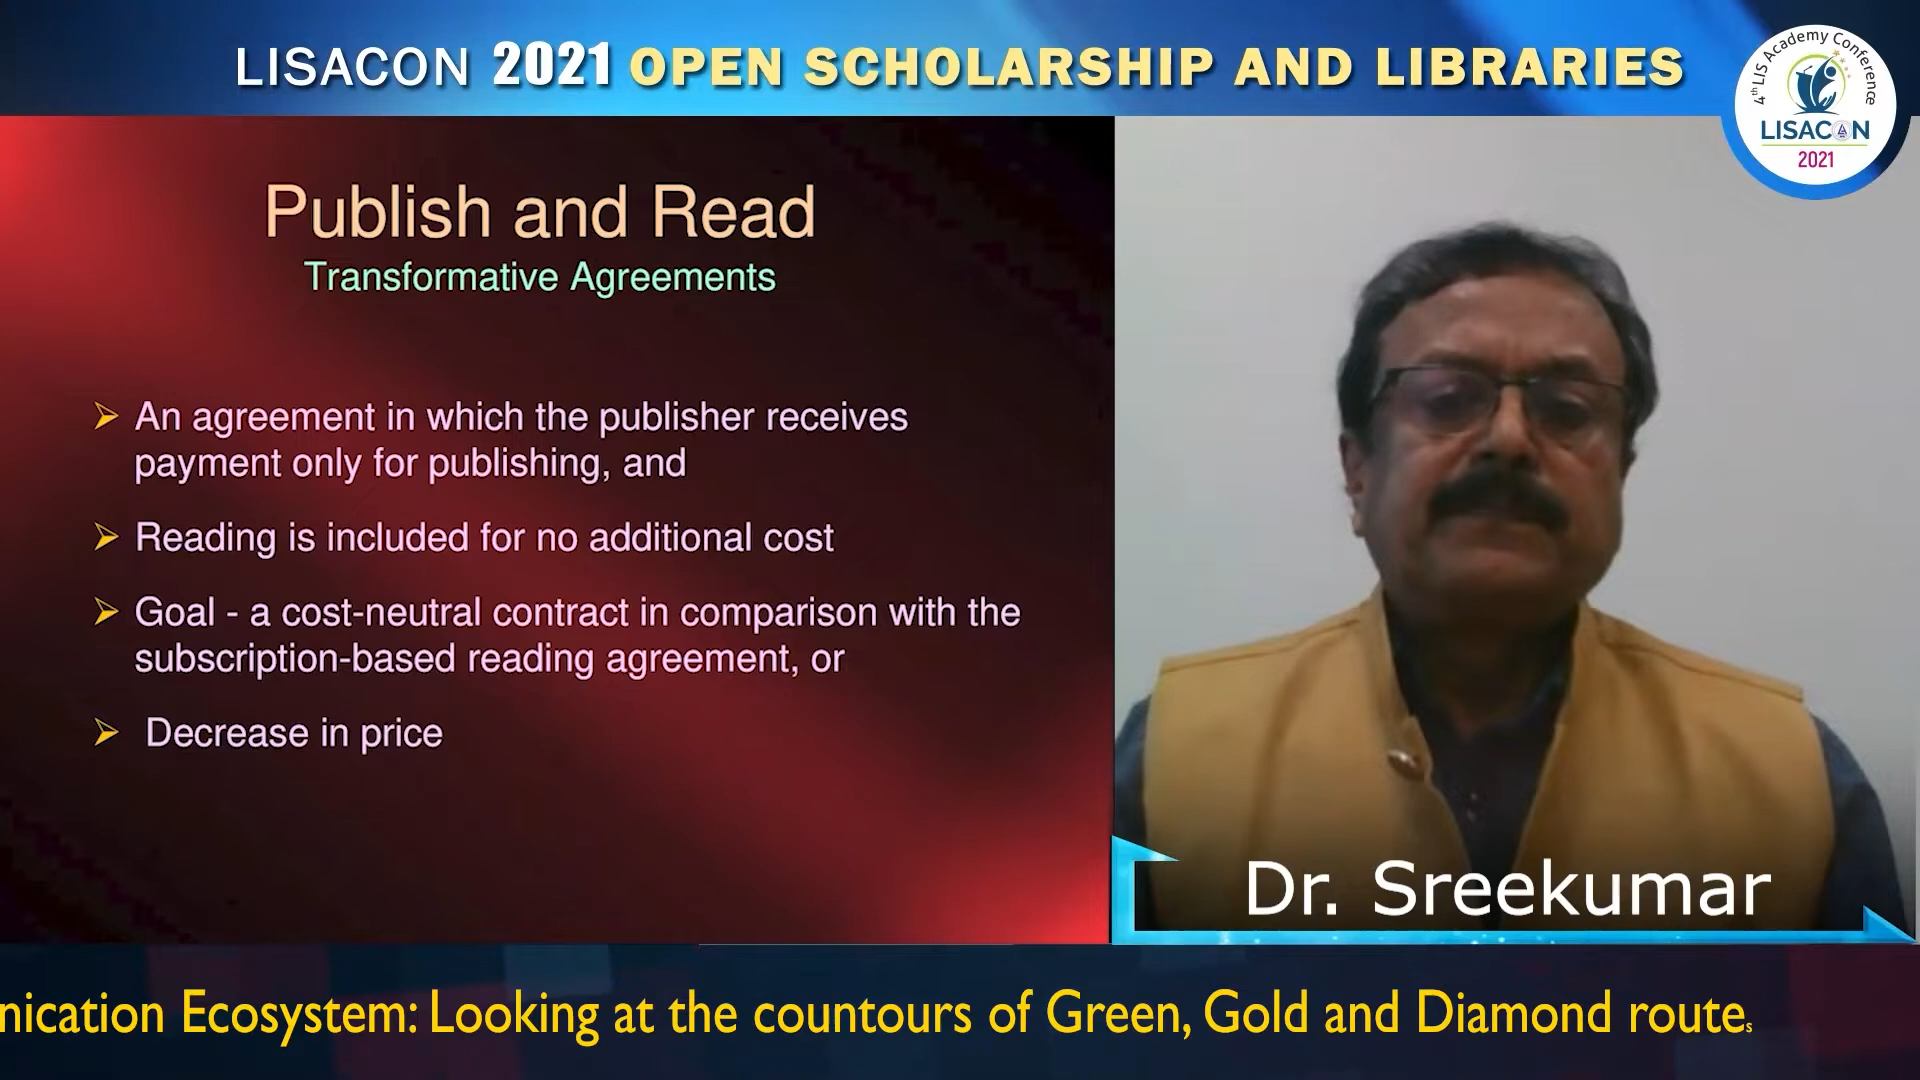 LISACON 2021 OPEN SCHOLARSHIP AND LIBRARIES
4th LIS Academy Conference
LISACON
2021
Publish and Read
Transformative Agreements
➢ An agreement in which the publisher receives
payment only for publishing, and
➢ Reading is included for no additional cost
➢ Goal - a cost-neutral contract in comparison with the
subscription-based reading agreement, or
➢ Decrease in price
Dr. Sreekumar
nication Ecosystem: Looking at the countours of Green, Gold and Diamond routes